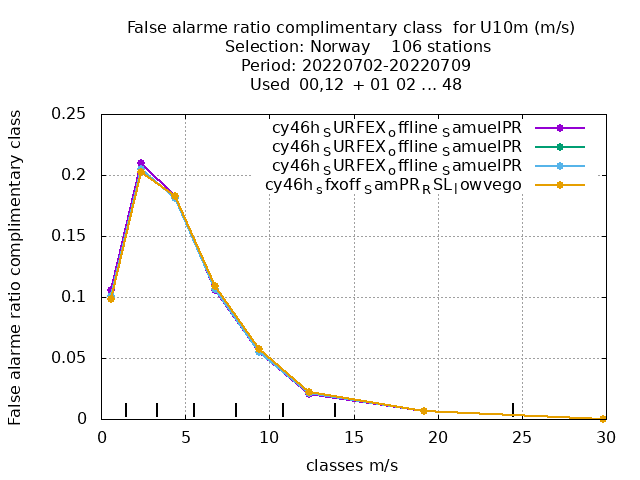 False alarme ratio complimentary class  for U10m (m/s)
Selection: Norway    106 stations
Period: 20220702-20220709
Used  00,12  + 01 02 ... 48
False alarme ratio complimentary class
0.25
0.2
0.15
0.1
0.05
0
cy46h_SURFEX_offline_SamuelPR
cy46h_SURFEX_offline_SamuelPR
cy46h_SURFEX_offline_SamuelPR
cy46h_sfxoff_SamPR_RSL_lowvego
0 5 10 15 20 25 30
classes m/s